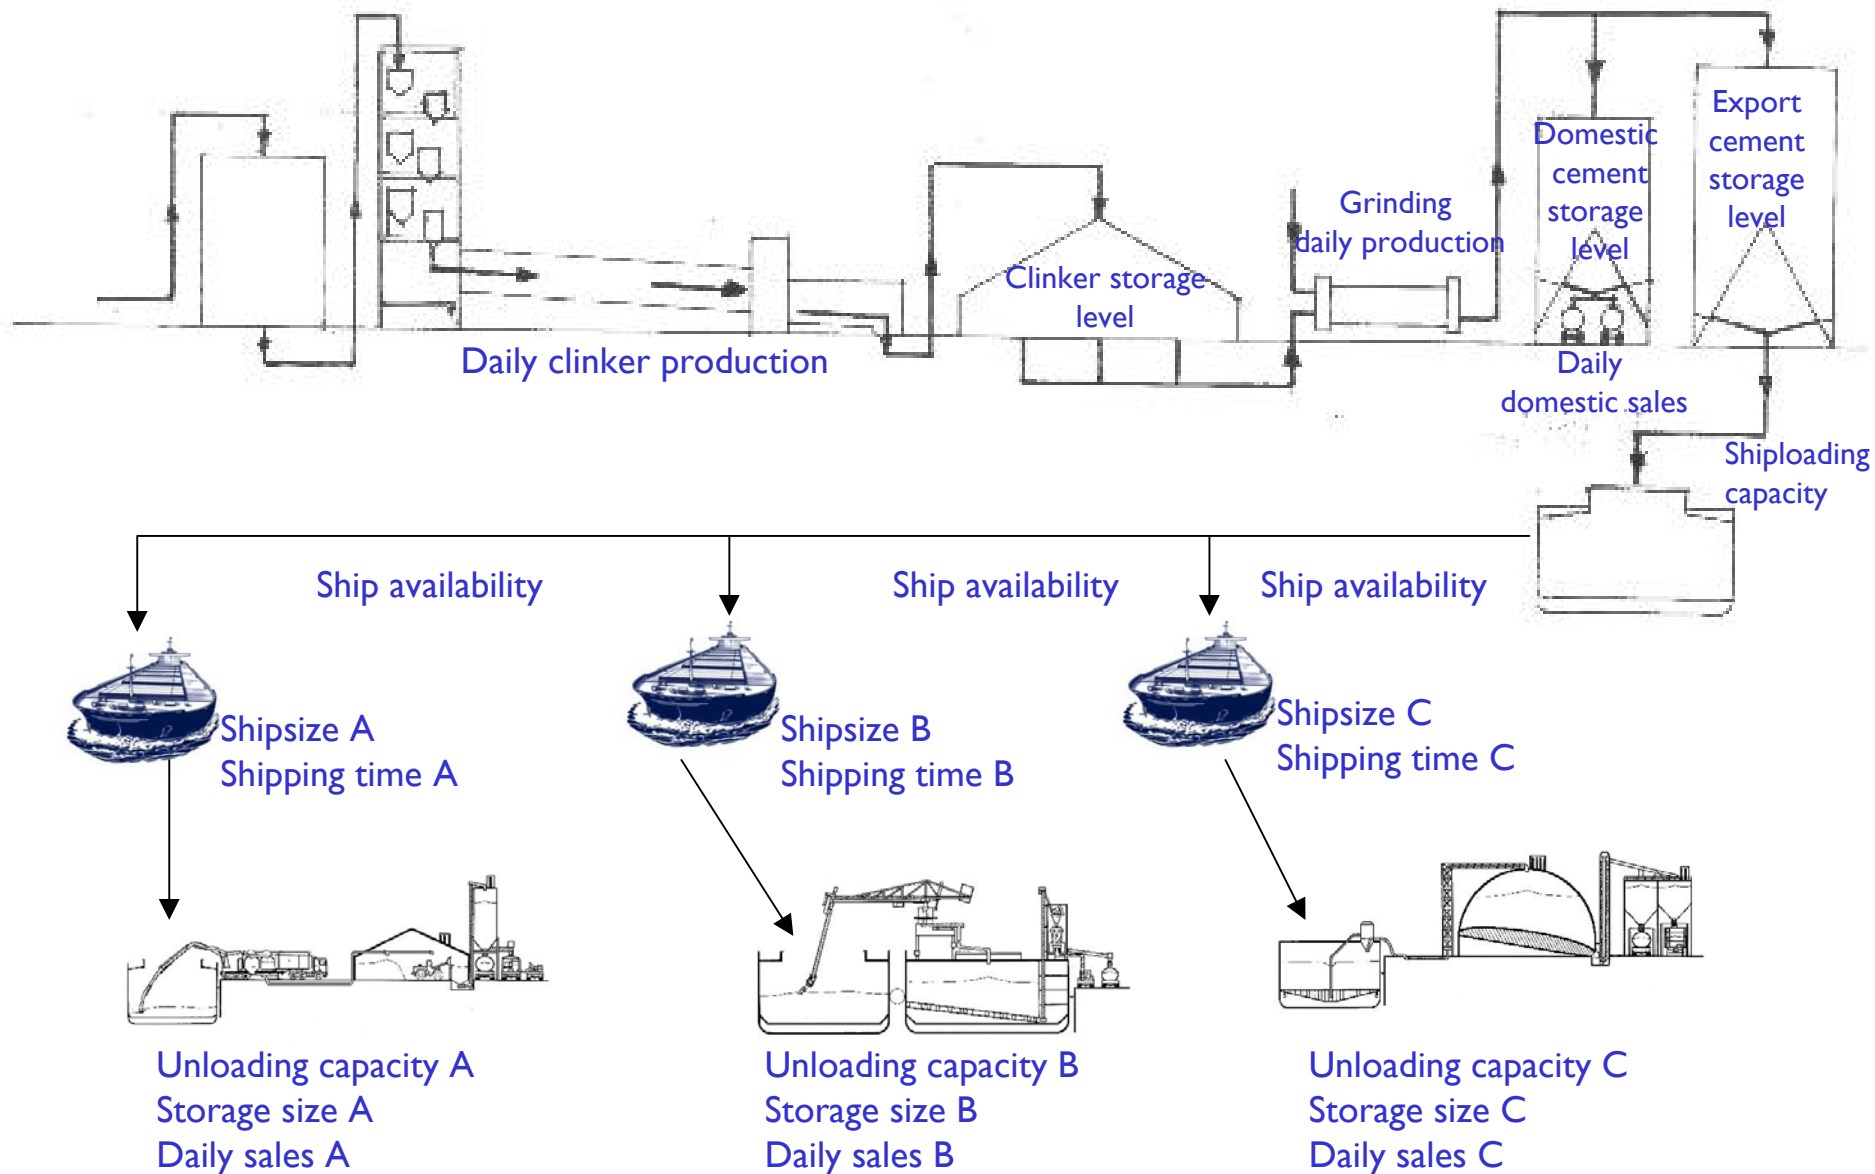 Export
cement
storage
level
Domestic
cement
storage
level
Grinding
daily production
Clinker storage
level
Daily clinker production
Daily
domestic sales
Shiploading
capacity
Ship availability
Ship availability
Ship availability
Shipsize A
Shipping time A
Shipsize B
Shipping time B
Shipsize C
Shipping time C
Unloading capacity A
Storage size A
Daily sales A
Unloading capacity B
Storage size B
Daily sales B
Unloading capacity C
Storage size C
Daily sales C